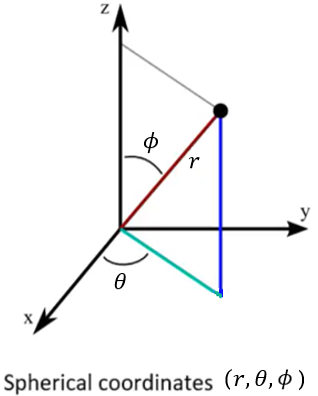 z
ϕ
r
y
θ
x
Spherical coordinates (r, θ, ϕ)